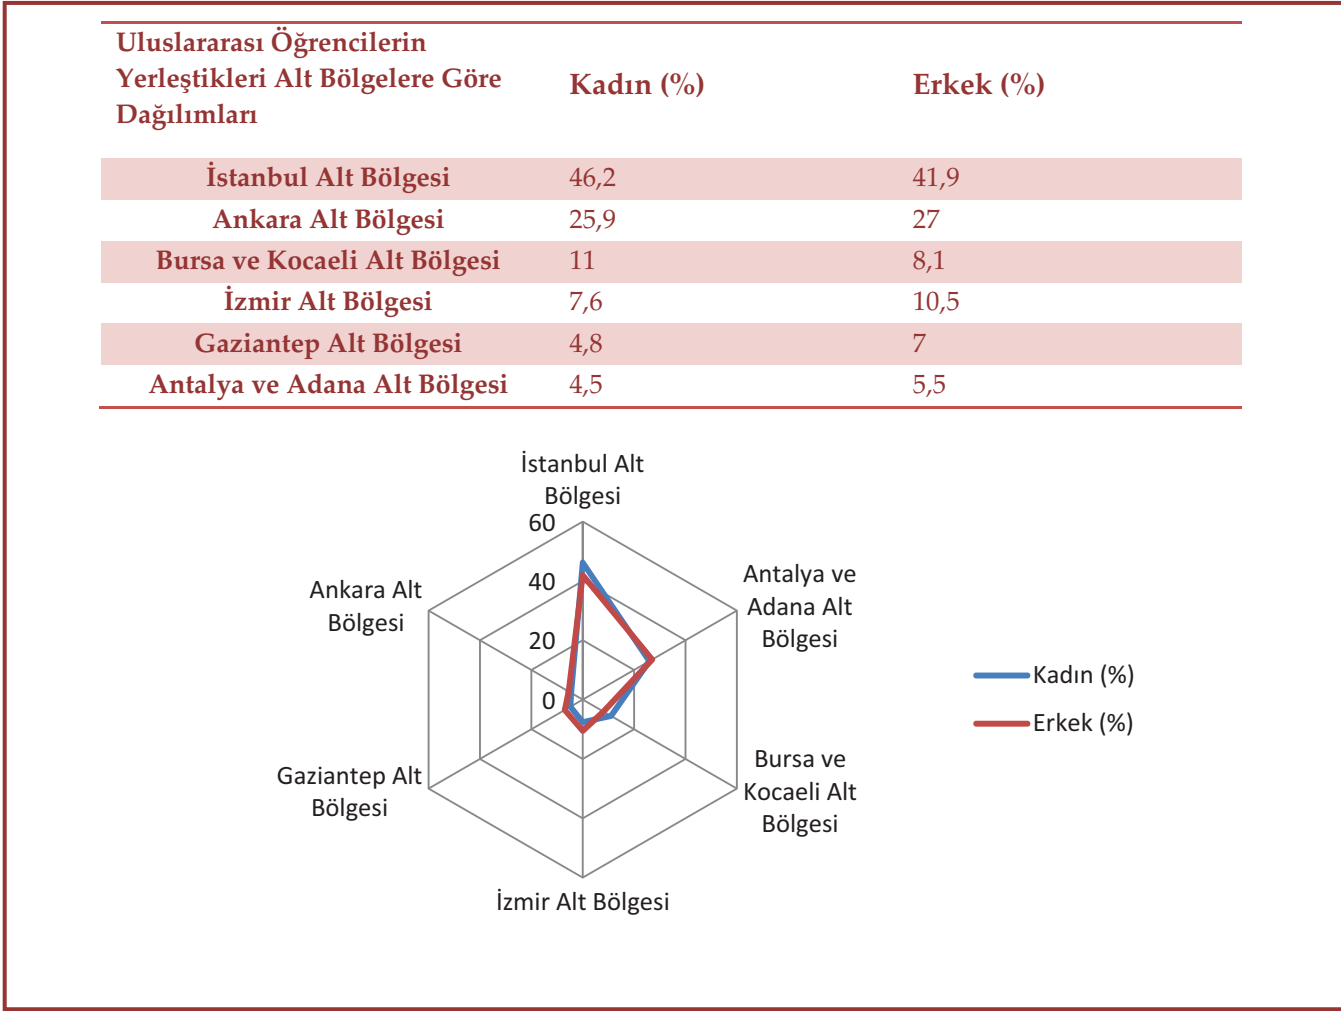 Uluslararası Öğrencilerin
Yerleştikleri Alt Bölgelere Göre
Dağılımları
Kadın (%) Erkek (%)
İstanbul Alt Bölgesi 46,2 41,9
Ankara Alt Bölgesi 25,9 27
Bursa ve Kocaeli Alt Bölgesi 11 8,1
İzmir Alt Bölgesi 7,6 10,5
Gaziantep Alt Bölgesi 4,8 7
Antalya ve Adana Alt Bölgesi 4,5 5,5
İstanbul Alt
Bölgesi
60
40
20
0
Antalya ve
Adana Alt
Bölgesi
Bursa ve
Kocaeli Alt
Bölgesi
İzmir Alt Bölgesi
Gaziantep Alt
Bölgesi
Ankara Alt
Bölgesi
Kadın (%)
Erkek (%)